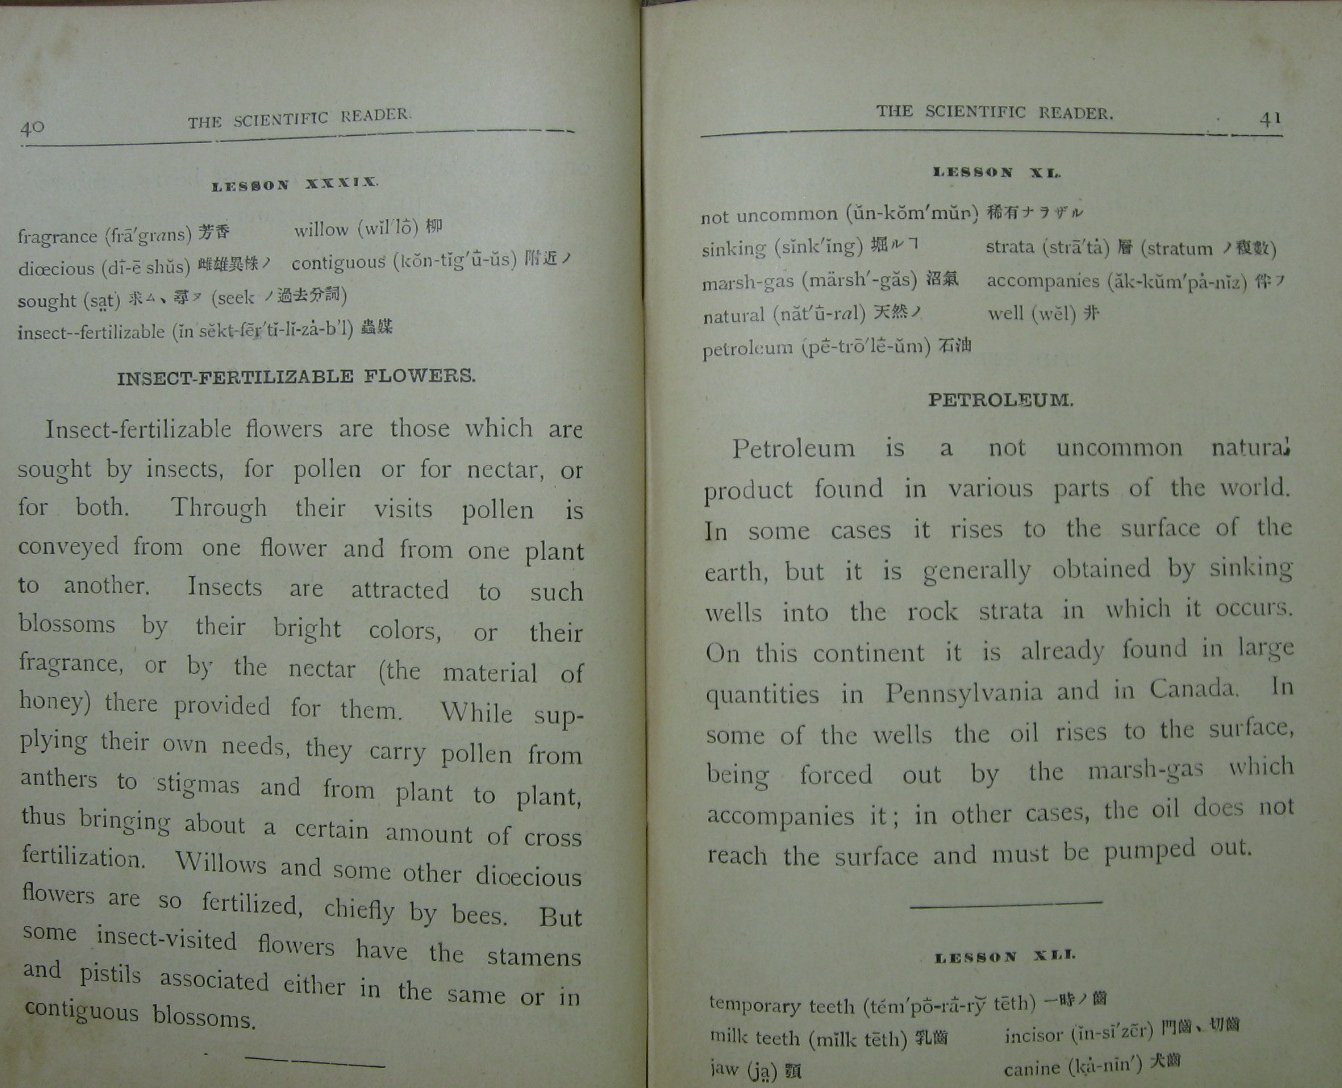 40
THE SCIENTIFIC READER.
LESSON XXXIX.
fragrance (frā′grans) 芳香 willow (wĭl′lō) 柳
diœcious (dī-ē shŭs) 雌雄異條ノ contiguous (kŏn-tĭg′ū-ŭs) 附近ノ
sought (sa̤t) 求ム、尋ヌ (seek ノ過去分詞)
insect--fertilizable (ĭn sĕkt-fẽr′tĭ-lī-zȧ-b'l) 蟲媒
INSECT-FERTILIZABLE FLOWERS.
Insect-fertilizable flowers are those which are
sought by insects, for pollen or for nectar, or
for both. Through their visits pollen is
conveyed from one flower and from one plant
to another. Insects are attracted to such
blossoms by their bright colors, or their
fragrance, or by the nectar (the material of
honey) there provided for them. While sup-
plying their own needs, they carry pollen from
anthers to stigmas and from plant to plant,
thus bringing about a certain amount of cross
fertilization. Willows and some other dioecious
flowers are so fertilized, chiefly by bees. But
some insect-visited flowers have the stamens
and pistils associated either in the same or in
contiguous blossoms.
THE SCIENTIFIC READER.
41
LESSON XL.
not uncommon (ŭn-kŏm′mŭn) 稀有ナラザル
sinking (sĭnk′ĭng) 堀ルヿ strata (strā′tȧ) 層 (stratum ノ複數)
marsh-gas (märsh′-găs) 沼氣 accompanies (ăk-kŭm′pȧ-nĭz) 伴フ
natural (năt′ū-ral) 天然ノ well (wĕl) 井
petroleum (pē-trō′lē-ŭm) 石油
PETROLEUM.
Petroleum is a not uncommon natural
product found in various parts of the world.
In some cases it rises to the surface of the
earth, but it is generally obtained by sinking
wells into the rock strata in which it occurs.
On this continent it is already found in large
quantities in Pennsylvania and in Canada. In
some of the wells the oil rises to the surface,
being forced out by the marsh-gas which
accompanies it; in other cases, the oil does not
reach the surface and must be pumped out.
LESSON XLI.
temporary teeth (tĕm′pō-rȧ-ry̆ tēth) 一時ノ齒
milk teeth (mĭlk tēth) 乳齒 incisor (ĭn-sī′zẽr) 門齒、切齒
jaw (ja̤) 顎 canine (kȧ-nīn′) 犬齒